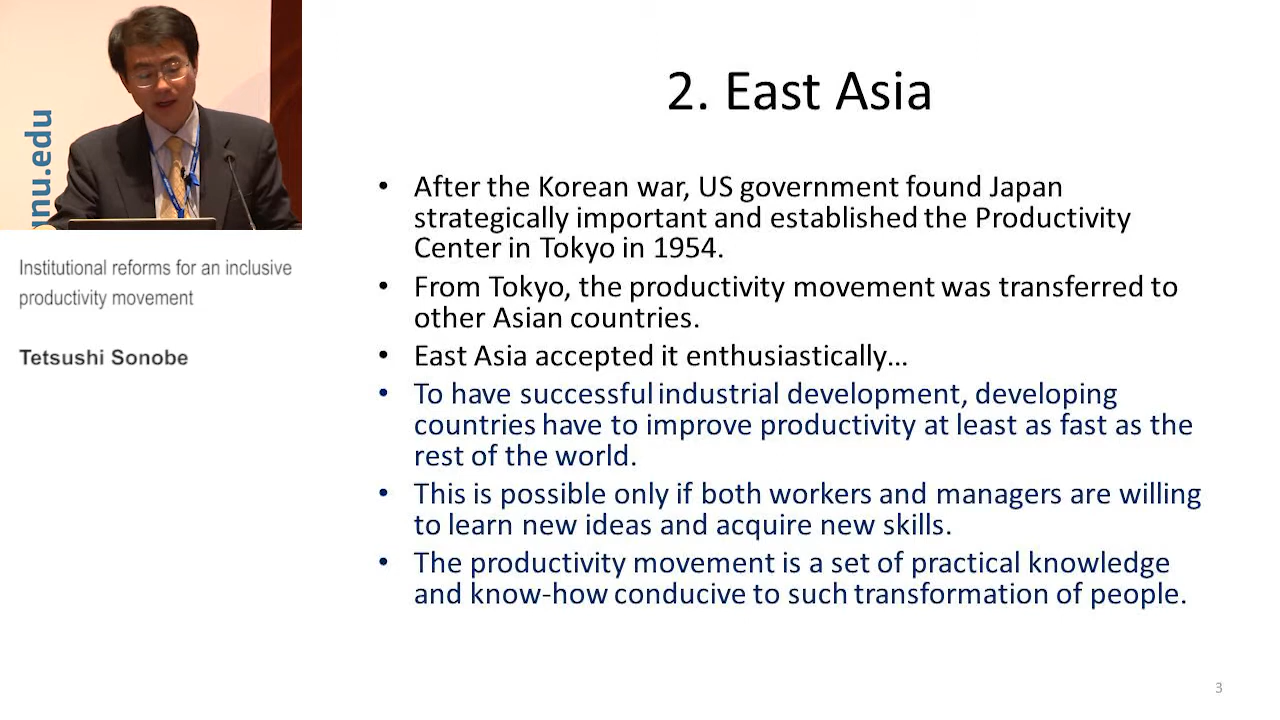 unu.edu
Institutional reforms for an inclusive
productivity movement
Tetsushi Sonobe
2. East Asia
• After the Korean war, US government found Japan
strategically important and established the Productivity
Center in Tokyo in 1954.
• From Tokyo, the productivity movement was transferred to
other Asian countries.
• East Asia accepted it enthusiastically...
• To have successful industrial development, developing
countries have to improve productivity at least as fast as the
rest of the world.
• This is possible only if both workers and managers are willing
to learn new ideas and acquire new skills.
• The productivity movement is a set of practical knowledge
and know-how conducive to such transformation of people.
3